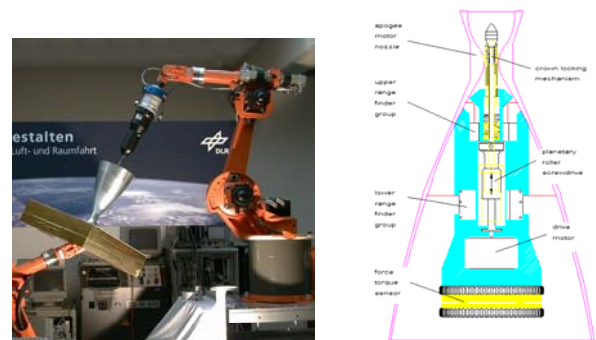 estalten
Luft- und Raumfahrt
DLR
apogee
motor
nozzle
crown locking
mechanism
upper
range
finder
group
planetary
roller
screwdrive
lower
range
finder
group
drive
motor
force
torque
sensor